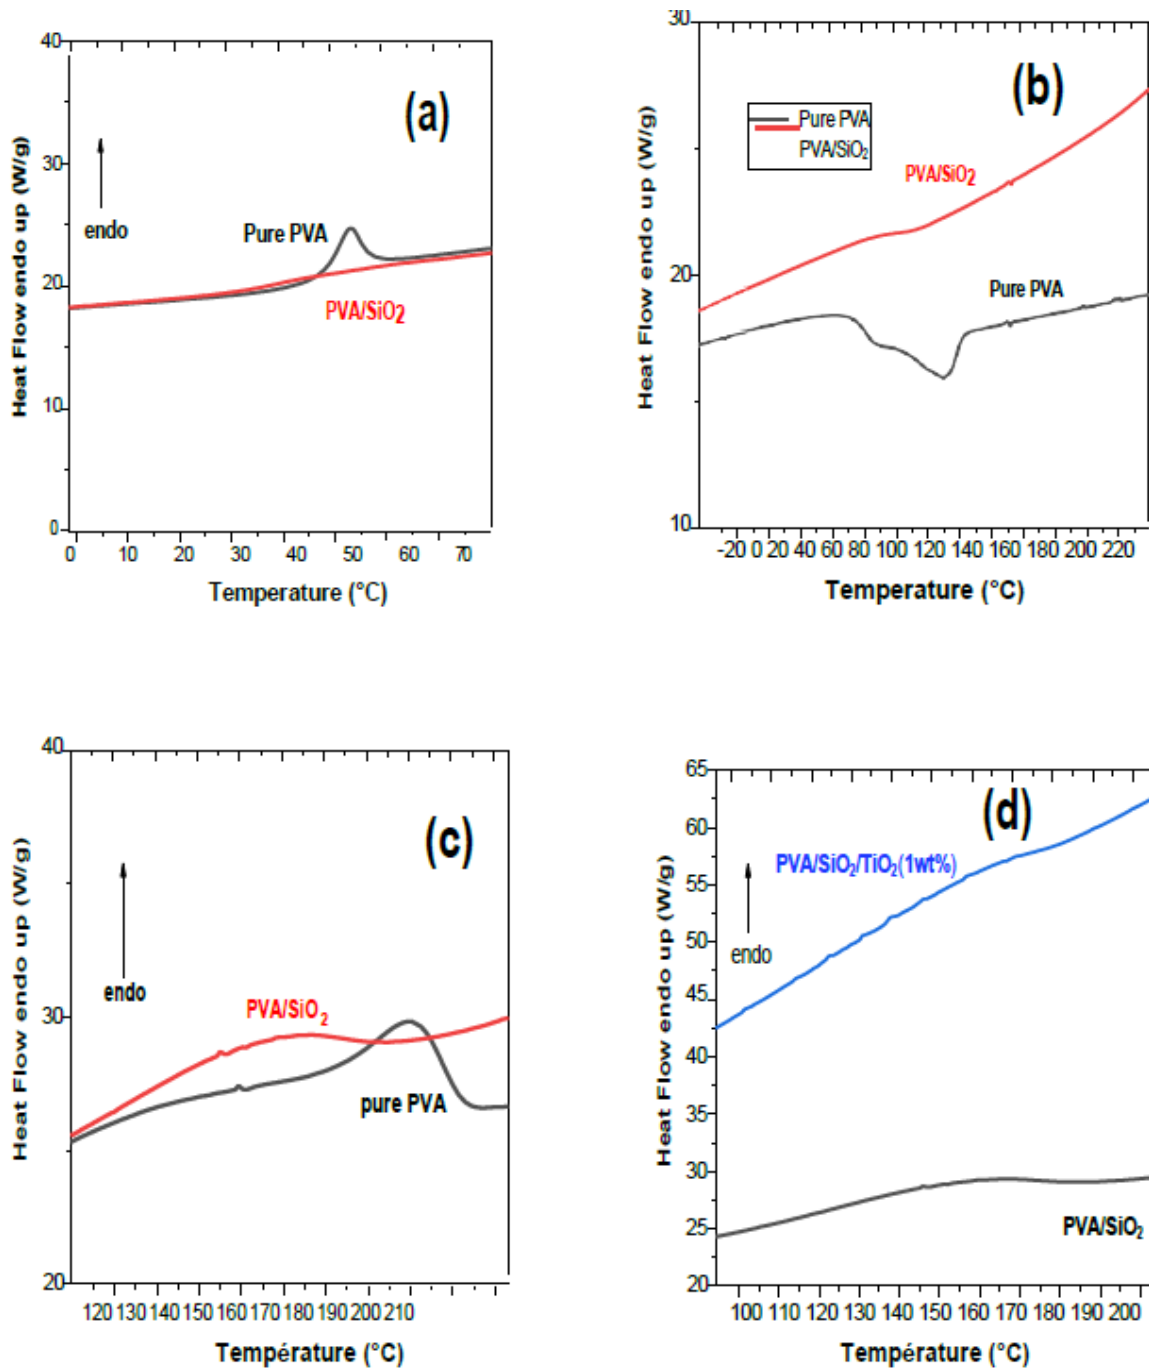 (a)
40
30
20
10
0
Heat Flow endo up (W/g)
endo
Pure PVA
PVA/SiO2
0 10 20 30 40 50 60 70
Temperature (°C)
(b)
30
20
10
Heat Flow endo up (W/g)
Pure PVA
PVA/SiO2
PVA/SiO2
Pure PVA
-20 0 20 40 60 80 100 120 140 160 180 200 220
Temperature (°C)
(c)
40
30
20
Heat Flow endo up (W/g)
endo
PVA/SiO2
pure PVA
120 130 140 150 160 170 180 190 200 210
Température (°C)
(d)
65
60
55
50
45
40
35
30
25
20
Heat Flow endo up (W/g)
PVA/SiO2/TiO2(1wt%)
endo
PVA/SiO2
100 110 120 130 140 150 160 170 180 190 200
Température (°C)